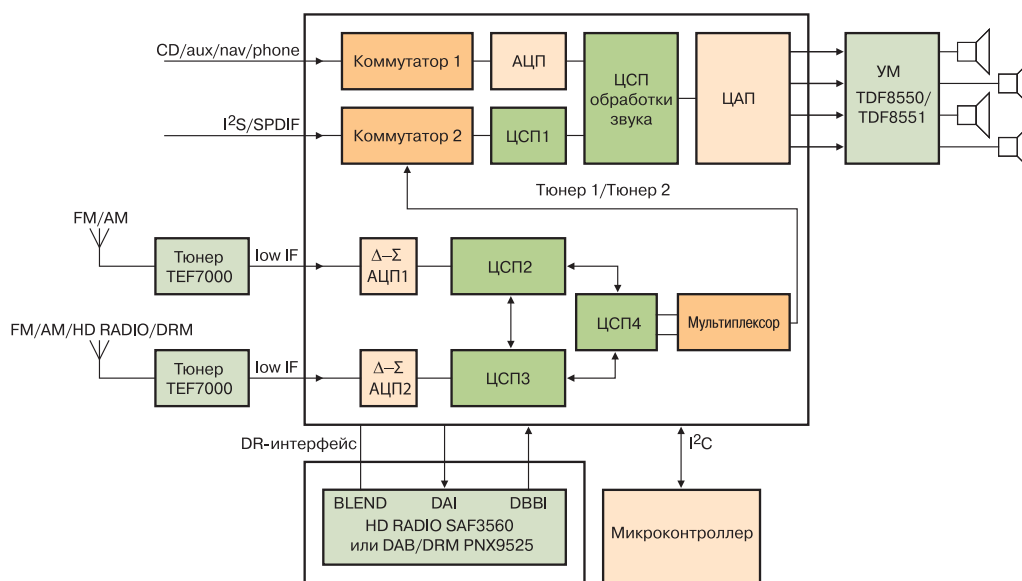 CD/aux/nav/phone
Коммутатор 1
АЦП
ЦСП
обработки
звука
ЦАП
УМ
TDF8550/
TDF8551
I²S/SPDIF
Коммутатор 2
ЦСП1
Тюнер 1/Тюнер 2
FM/AM
Тюнер
TEF7000
low IF
Δ–Σ
АЦП1
ЦСП2
ЦСП4
Мультиплексор
FM/AM/HD RADIO/DRM
Тюнер
TEF7000
low IF
Δ–Σ
АЦП2
ЦСП3
DR-интерфейс
I²C
BLEND DAI DBBI
HD RADIO SAF3560
или DAB/DRM PNX9525
Микроконтроллер